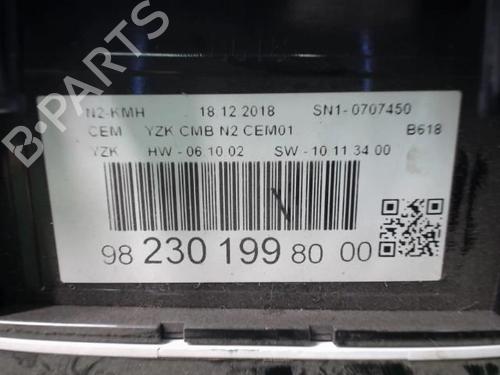 B-PARTS
N2-KMH 18 12 2018 SN1-0707450
CEM YZK CMB N2 CEM01 B618
YZK HW - 06.10 02 SW - 10 11 34 00
98 230 199 80 00